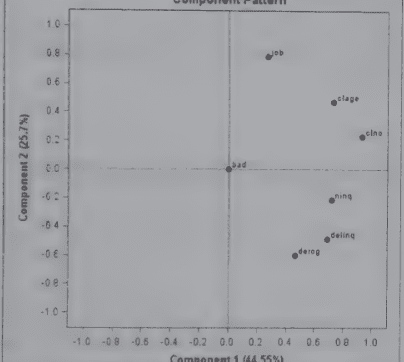 Component Pattern
1.0
0.8
0.6
0.4
0.2
0.0
-0.2
-0.4
-0.6
-0.8
-1.0
Component 2 (25.7%)
job
clage
clno
bad
ninq
delinq
derog
-1.0 -0.8 -0.6 -0.4 -0.2 0.0 0.2 0.4 0.6 0.8 1.0
Component 1 (44.55%)